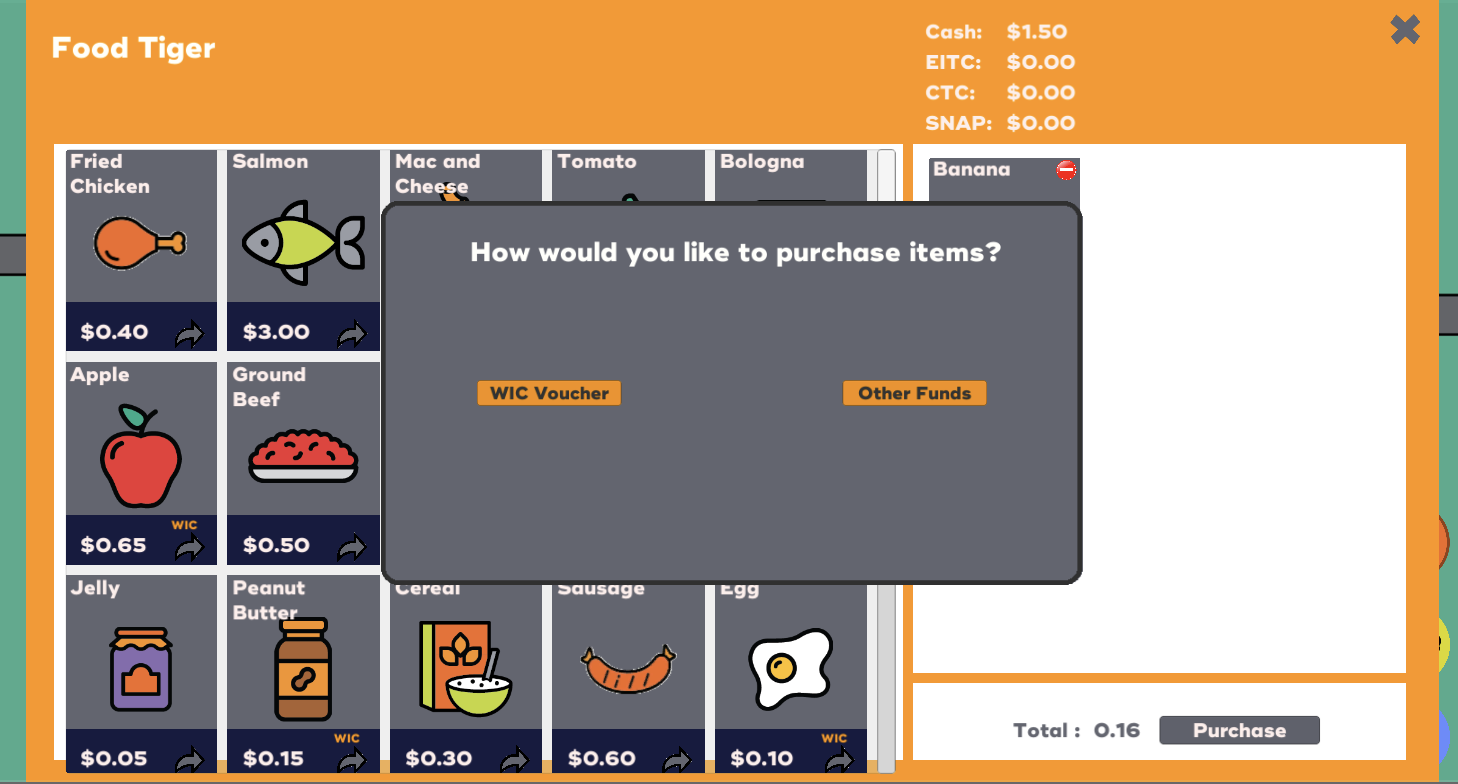 Food Tiger
Cash: $1.50
EITC: $0.00
CTC: $0.00
SNAP: $0.00
Fried
Chicken
$0.40
Salmon
$3.00
Mac and
Cheese
Tomato
Bologna
Banana
How would you like to purchase items?
WIC Voucher
Other Funds
Apple
WIC
$0.65
Ground
Beef
$0.50
Jelly
$0.05
Peanut
Butter
WIC
$0.15
Cereal
$0.30
Sausage
$0.60
Egg
WIC
$0.10
Total : 0.16
Purchase